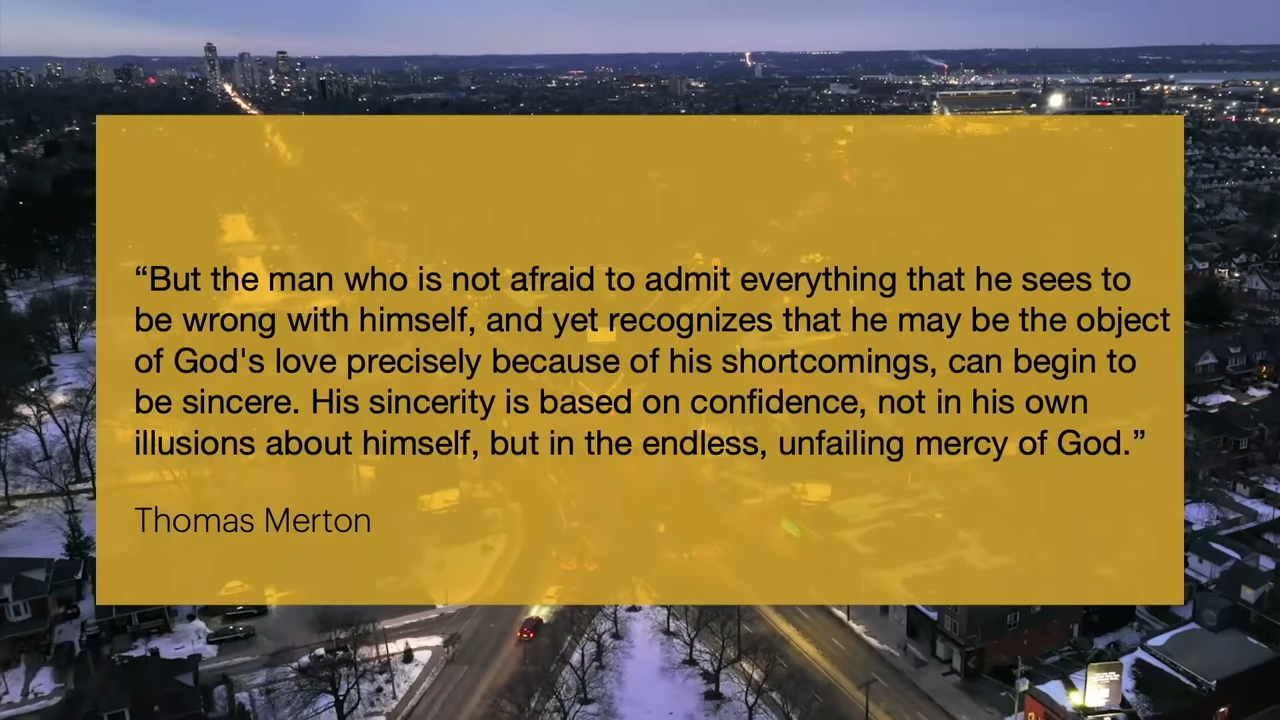 “But the man who is not afraid to admit everything that he sees to
be wrong with himself, and yet recognizes that he may be the object
of God's love precisely because of his shortcomings, can begin to
be sincere. His sincerity is based on confidence, not in his own
illusions about himself, but in the endless, unfailing mercy of God.”
Thomas Merton